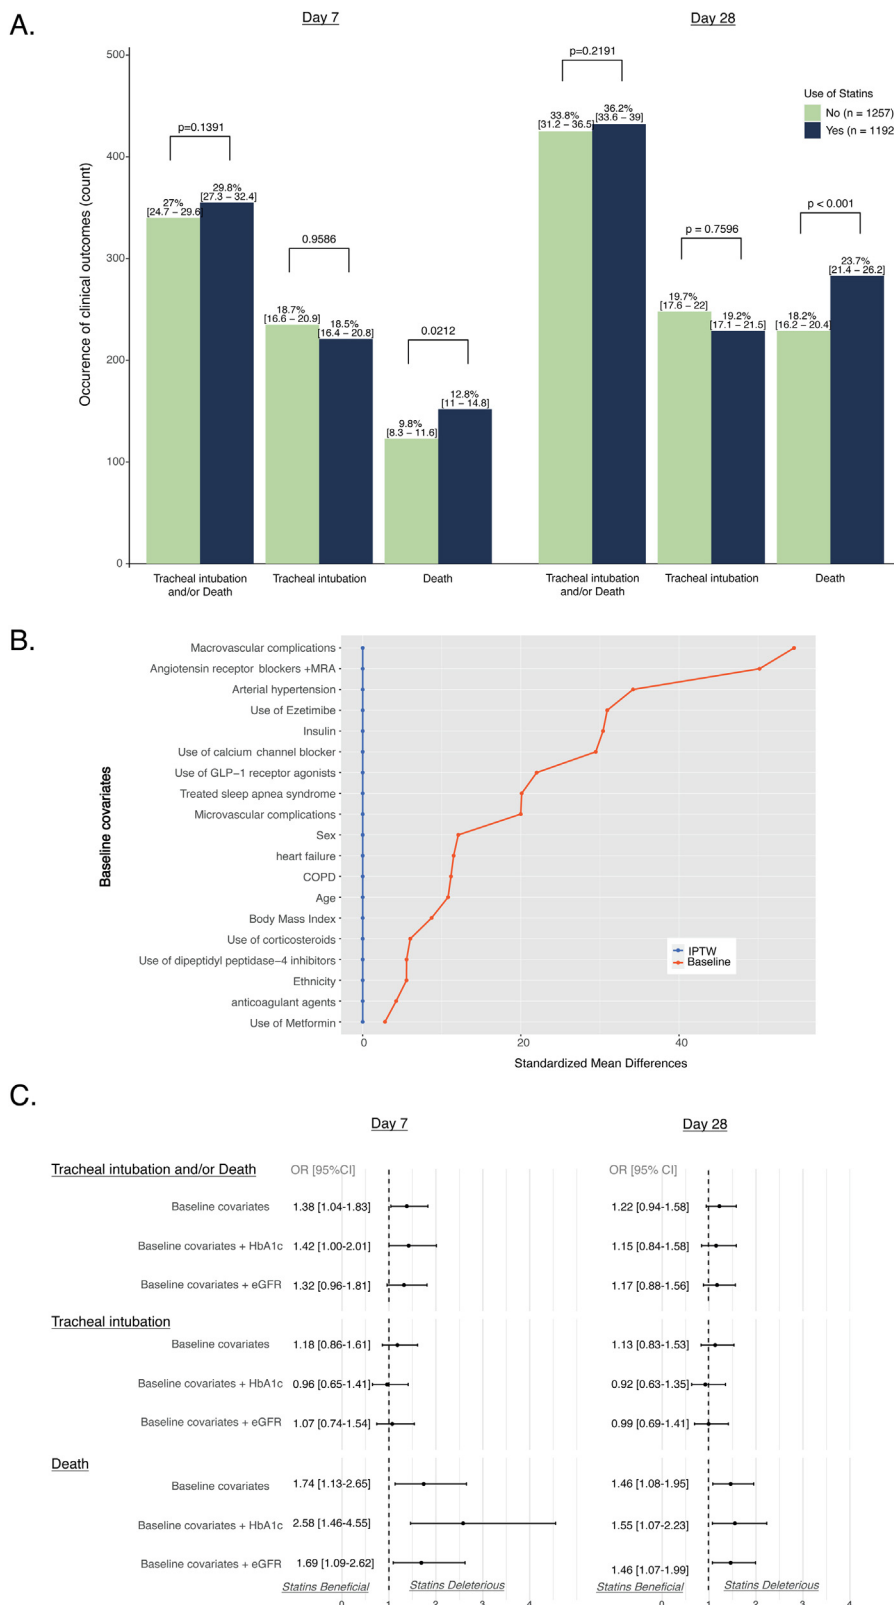 A.
Day 7
Day 28
Occurence of clinical outcomes (count)
500
400
300
200
100
0
p=0.1391
27%
[24.7 – 29.6]
29.8%
[27.3 – 32.4]
0.9586
18.7%
[16.6 – 20.9]
18.5%
[16.4 – 20.8]
0.0212
9.8%
[8.3 – 11.6]
12.8%
[11 – 14.8]
p=0.2191
33.8%
[31.2 – 36.5]
36.2%
[33.6 – 39]
p = 0.7596
19.7%
[17.6 – 22]
19.2%
[17.1 – 21.5]
p < 0.001
18.2%
[16.2 – 20.4]
23.7%
[21.4 – 26.2]
Use of Statins
No (n = 1257)
Yes (n = 1192
Tracheal intubation
and/or Death
Tracheal intubation
Death
Tracheal intubation
and/or Death
Tracheal intubation
Death
B.
Baseline covariates
Macrovascular complications
Angiotensin receptor blockers +MRA
Arterial hypertension
Use of Ezetimibe
Insulin
Use of calcium channel blocker
Use of GLP−1 receptor agonists
Treated sleep apnea syndrome
Microvascular complications
Sex
heart failure
COPD
Age
Body Mass Index
Use of corticosteroids
Use of dipeptidyl peptidase−4 inhibitors
Ethnicity
anticoagulant agents
Use of Metformin
IPTW
Baseline
0 20 40
Standardized Mean Differences
C.
Day 7 Day 28
Tracheal intubation and/or Death OR [95%CI] OR [95% CI]
Baseline covariates 1.38 [1.04-1.83] 1.22 [0.94-1.58]
Baseline covariates + HbA1c 1.42 [1.00-2.01] 1.15 [0.84-1.58]
Baseline covariates + eGFR 1.32 [0.96-1.81] 1.17 [0.88-1.56]
Tracheal intubation
Baseline covariates 1.18 [0.86-1.61] 1.13 [0.83-1.53]
Baseline covariates + HbA1c 0.96 [0.65-1.41] 0.92 [0.63-1.35]
Baseline covariates + eGFR 1.07 [0.74-1.54] 0.99 [0.69-1.41]
Death
Baseline covariates 1.74 [1.13-2.65] 1.46 [1.08-1.95]
Baseline covariates + HbA1c 2.58 [1.46-4.55] 1.55 [1.07-2.23]
Baseline covariates + eGFR 1.69 [1.09-2.62] 1.46 [1.07-1.99]
Statins Beneficial Statins Deleterious Statins Beneficial Statins Deleterious
0 1 2 3 4 0 1 2 3 4